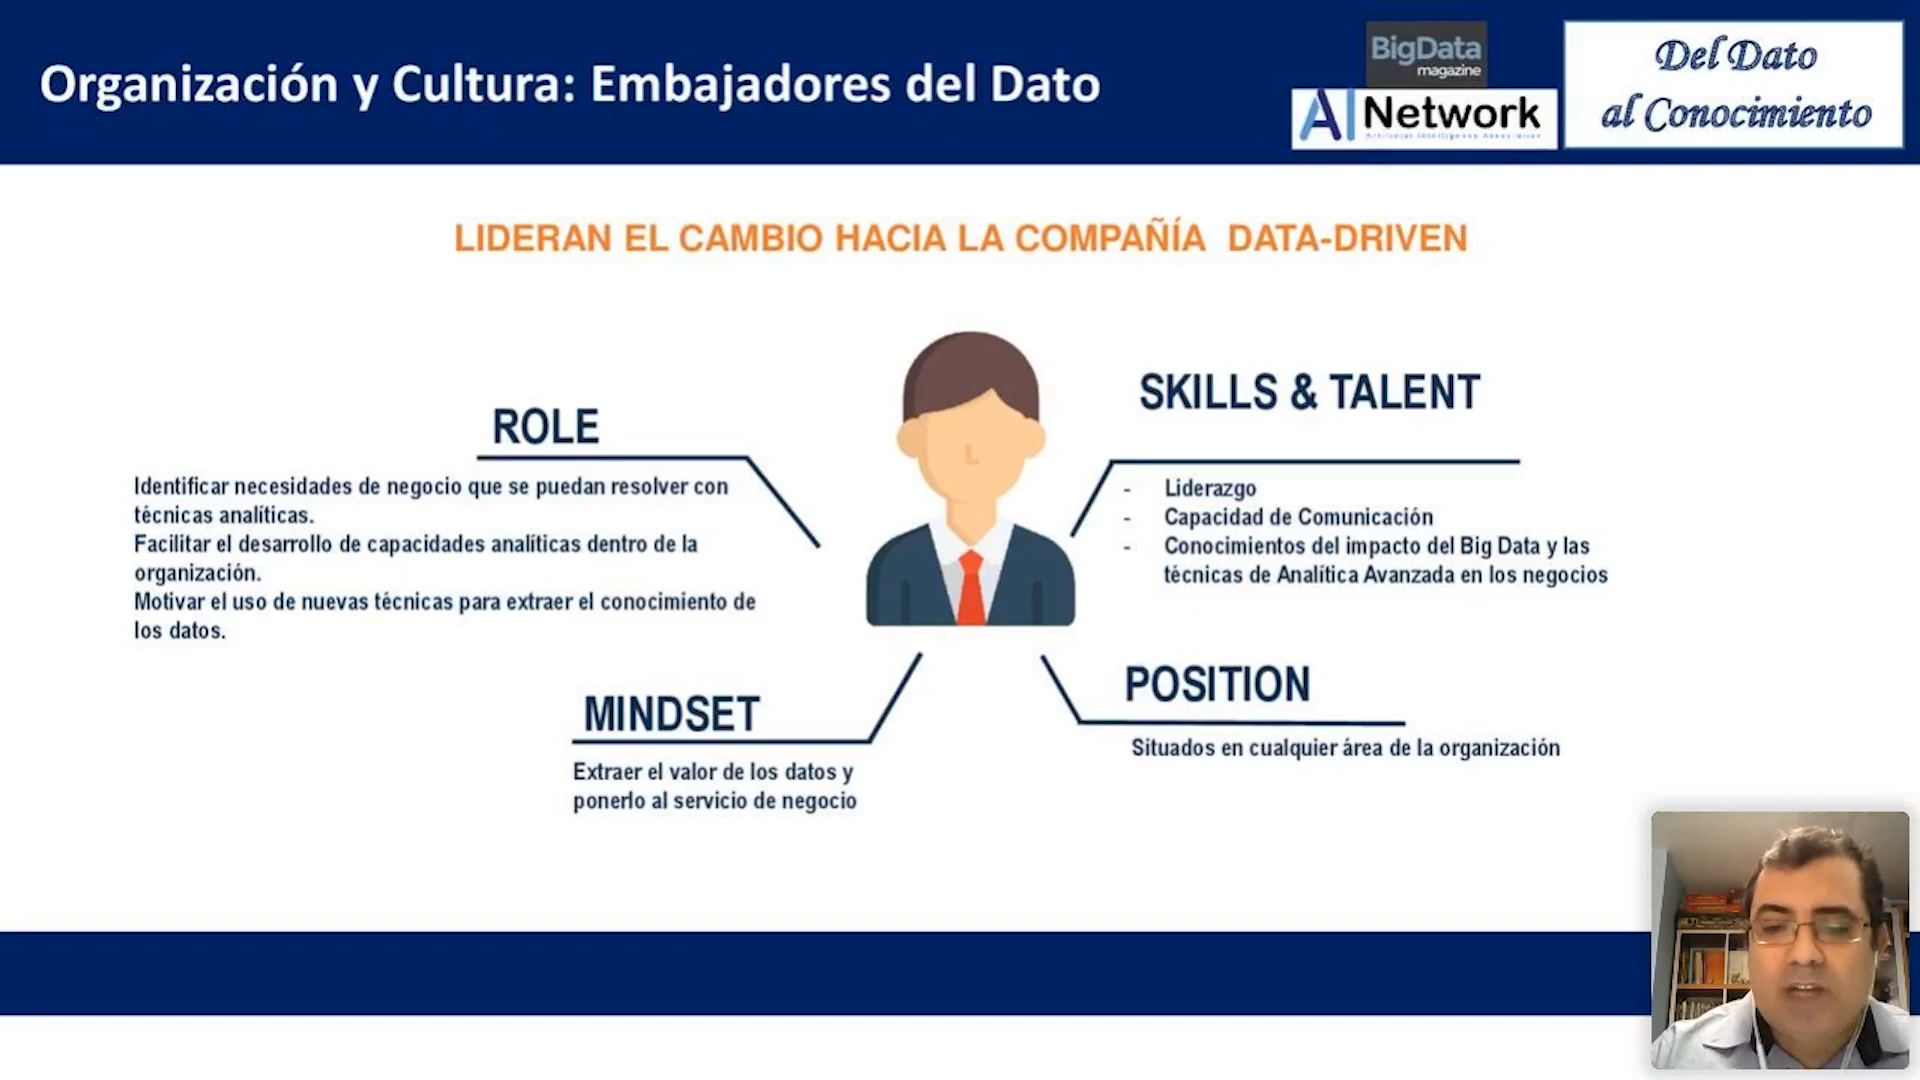 Organización y Cultura: Embajadores del Dato
BigData
magazine
AI Network
Del Dato
al Conocimiento
LIDERAN EL CAMBIO HACIA LA COMPAÑÍA DATA-DRIVEN
ROLE
Identificar necesidades de negocio que se puedan resolver con
técnicas analíticas.
Facilitar el desarrollo de capacidades analíticas dentro de la
organización.
Motivar el uso de nuevas técnicas para extraer el conocimiento de
los datos.
SKILLS & TALENT
- Liderazgo
- Capacidad de Comunicación
- Conocimientos del impacto del Big Data y las
técnicas de Analítica Avanzada en los negocios
MINDSET
Extraer el valor de los datos y
ponerlo al servicio de negocio
POSITION
Situados en cualquier área de la organización